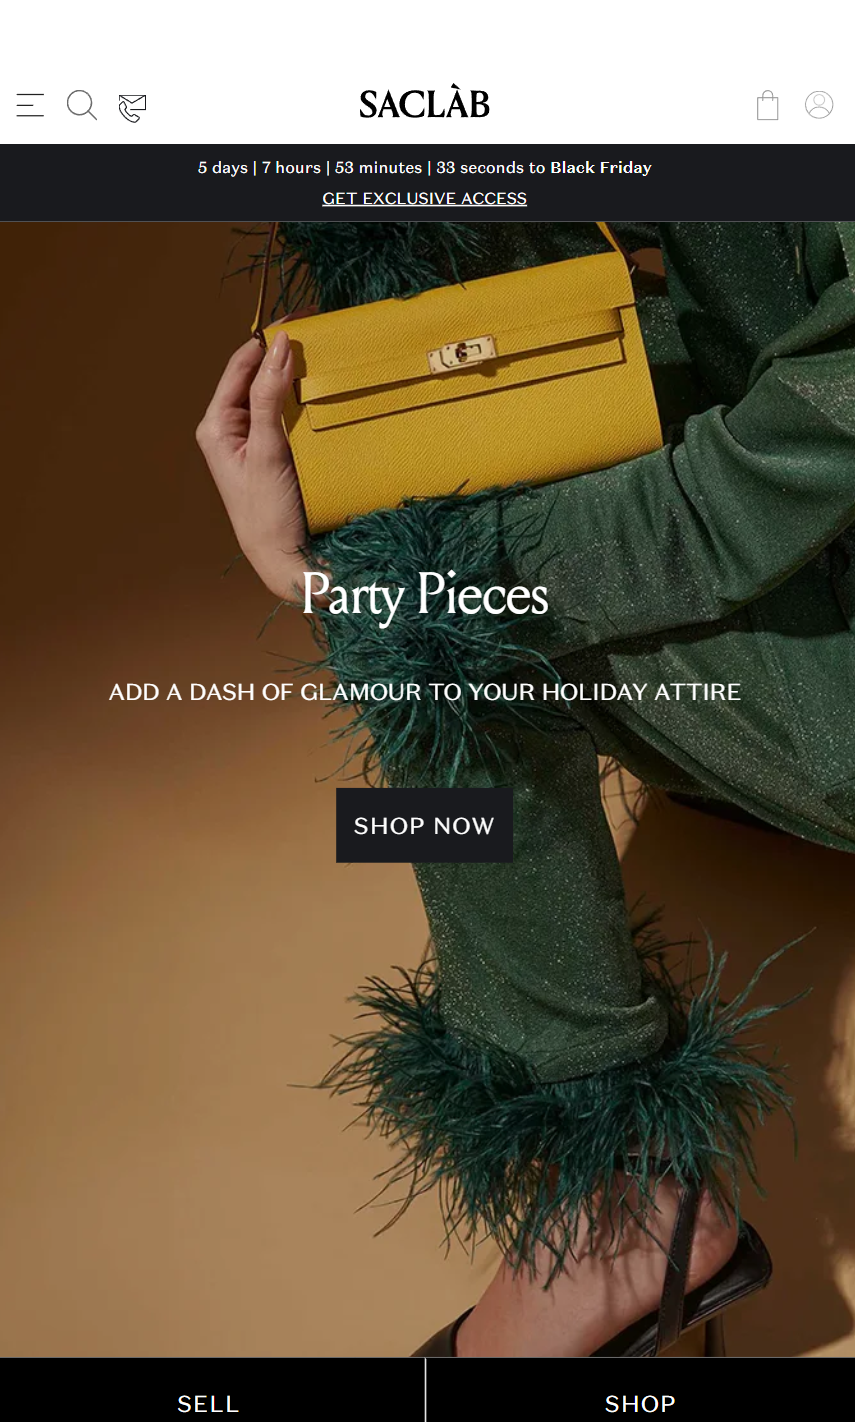 SACLÀB
5 days | 7 hours | 53 minutes | 33 seconds to Black Friday
GET EXCLUSIVE ACCESS
Party Pieces
ADD A DASH OF GLAMOUR TO YOUR HOLIDAY ATTIRE
SHOP NOW
SELL
SHOP